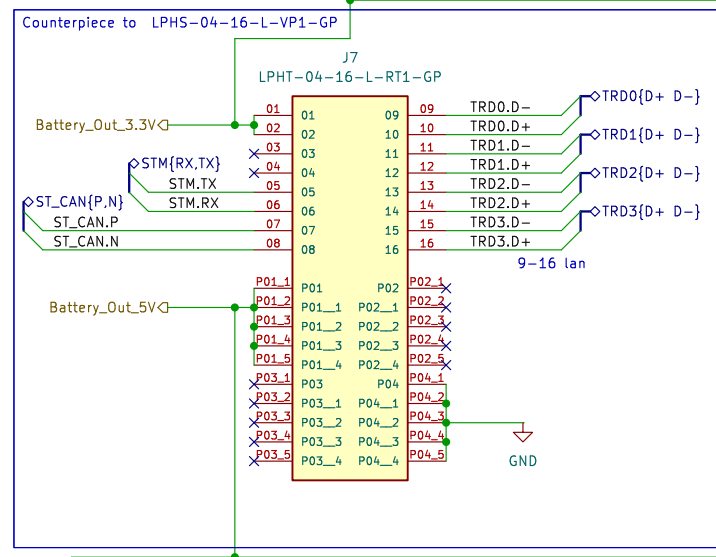 Counterpiece to LPHS-04-16-L-VP1-GP
J7
LPHT-04-16-L-RT1-GP
Battery_Out_3.3V
STM{RX,TX}
STM.TX
STM.RX
ST_CAN{P,N}
ST_CAN.P
ST_CAN.N
01 01
02 02
03 03
04 04
05 05
06 06
07 07
08 08
09 09 TRD0.D-
10 10 TRD0.D+
11 11 TRD1.D-
12 12 TRD1.D+
13 13 TRD2.D-
14 14 TRD2.D+
15 15 TRD3.D-
16 16 TRD3.D+
TRD0{D+ D-}
TRD1{D+ D-}
TRD2{D+ D-}
TRD3{D+ D-}
9-16 lan
Battery_Out_5V
P01_1 P01
P01_2 P01__1
P01_3 P01__2
P01_4 P01__3
P01_5 P01__4
P03_1 P03
P03_2 P03__1
P03_3 P03__2
P03_4 P03__3
P03_5 P03__4
P02 P02_1
P02__1 P02_2
P02__2 P02_3
P02__3 P02_4
P02__4 P02_5
P04 P04_1
P04__1 P04_2
P04__2 P04_3
P04__3 P04_4
P04__4 P04_5
GND